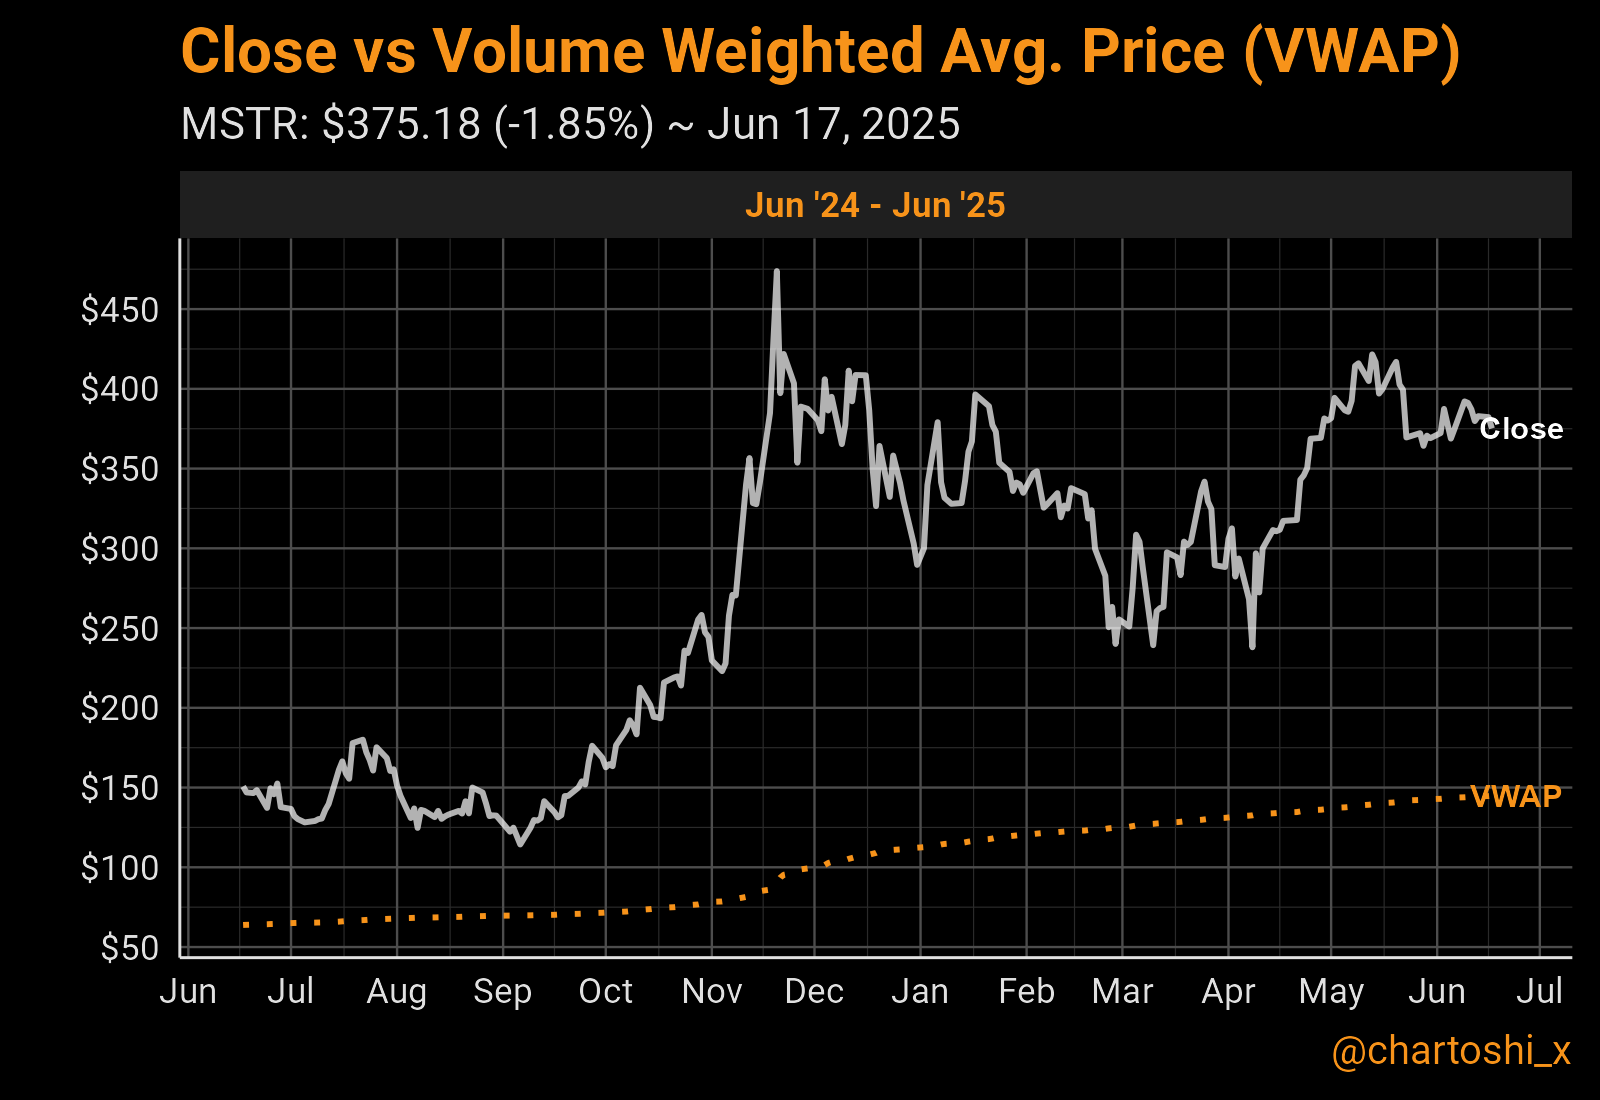 Close vs Volume Weighted Avg. Price (VWAP)
MSTR: $375.18 (-1.85%) ~ Jun 17, 2025
Jun '24 - Jun '25
$450
$400
$350
$300
$250
$200
$150
$100
$50
Close
VWAP
Jun Jul Aug Sep Oct Nov Dec Jan Feb Mar Apr May Jun Jul
@chartoshi_x